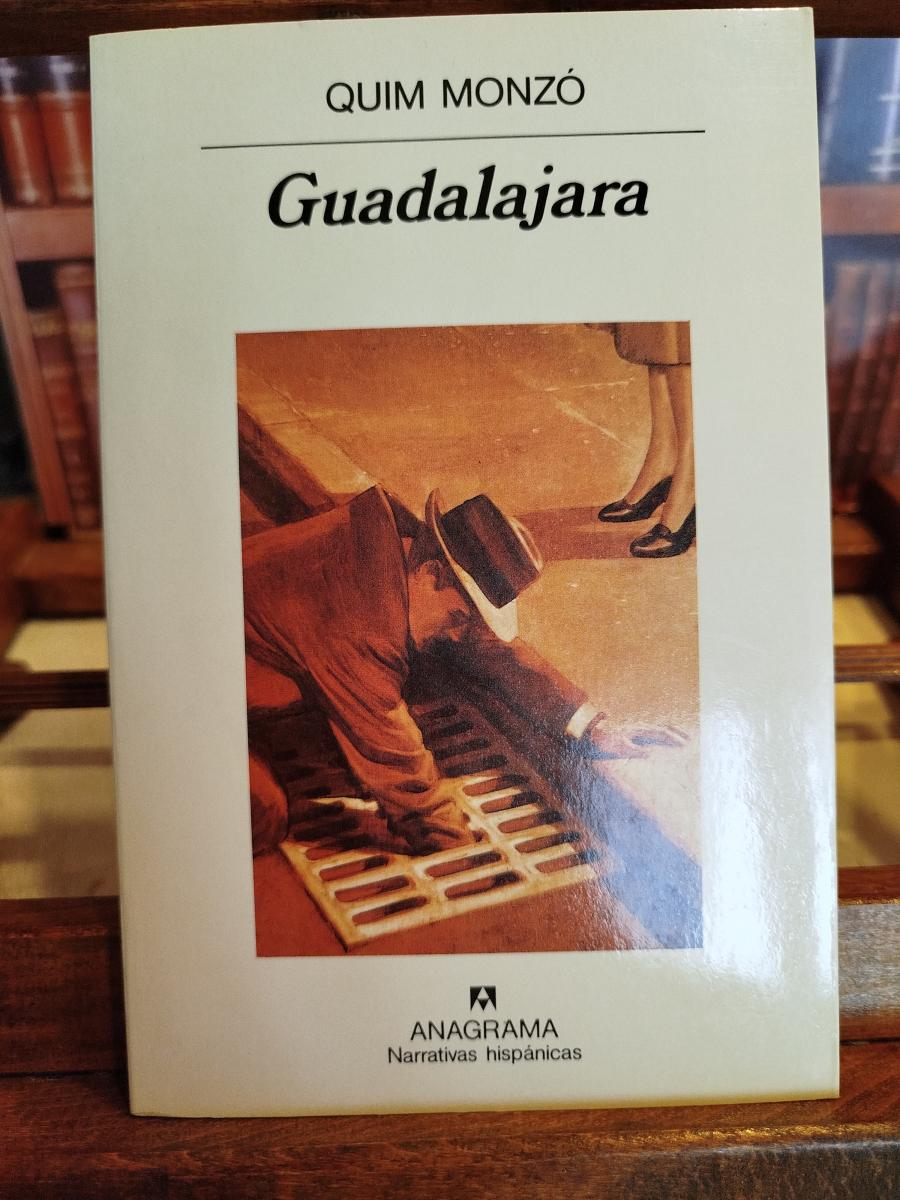 QUIM MONZÓ
Guadalajara
ANAGRAMA
Narrativas hispánicas